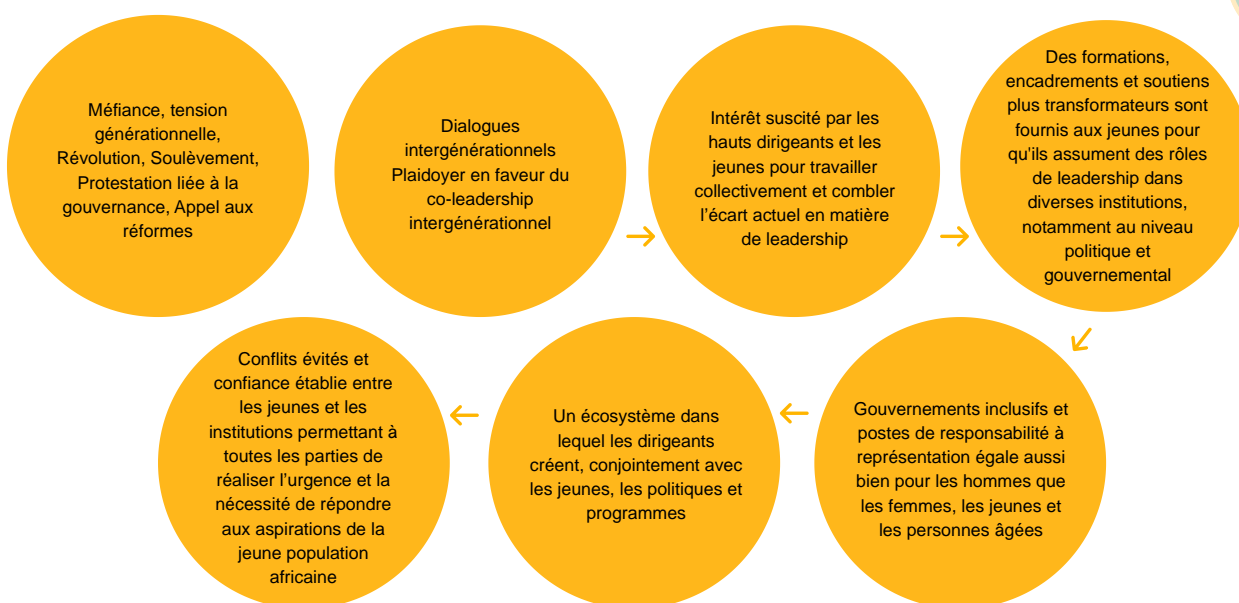 Méfiance, tension
générationnelle,
Révolution, Soulèvement,
Protestation liée à la
gouvernance, Appel aux
réformes
Dialogues
intergénérationnels
Plaidoyer en faveur du
co-leadership
intergénérationnel
Intérêt suscité par les
hauts dirigeants et les
jeunes pour travailler
collectivement et combler
l’écart actuel en matière
de leadership
Des formations,
encadrements et soutiens
plus transformateurs sont
fournis aux jeunes pour
qu'ils assument des rôles
de leadership dans
diverses institutions,
notamment au niveau
politique et
gouvernemental
Gouvernements inclusifs et
postes de responsabilité à
représentation égale aussi
bien pour les hommes que
les femmes, les jeunes et
les personnes âgées
Un écosystème dans
lequel les dirigeants
créent, conjointement avec
les jeunes, les politiques et
programmes
Conflits évités et
confiance établie entre
les jeunes et les
institutions permettant à
toutes les parties de
réaliser l’urgence et la
nécessité de répondre
aux aspirations de la
jeune population
africaine